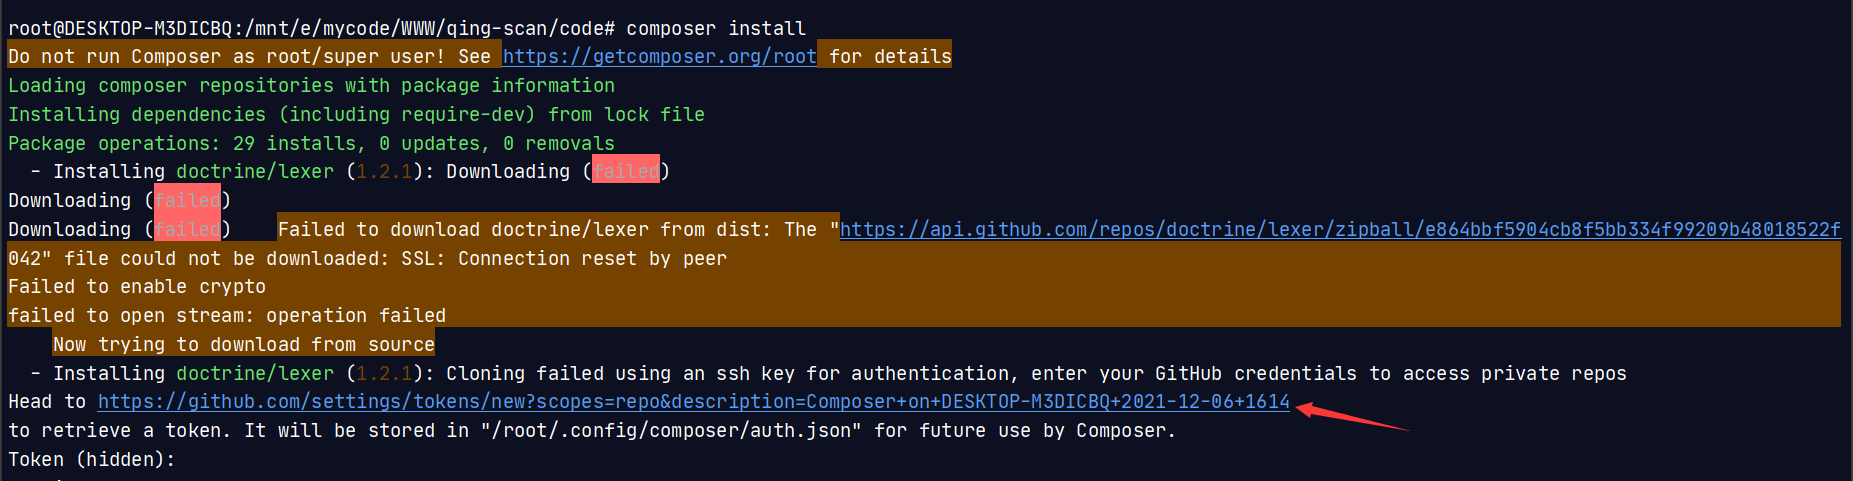 root@DESKTOP-M3DICBQ:/mnt/e/mycode/WWW/qing-scan/code# composer install
Do not run Composer as root/super user! See https://getcomposer.org/root for details
Loading composer repositories with package information
Installing dependencies (including require-dev) from lock file
Package operations: 29 installs, 0 updates, 0 removals
  - Installing doctrine/lexer (1.2.1): Downloading (failed)
Downloading (failed)
Downloading (failed)    Failed to download doctrine/lexer from dist: The "https://api.github.com/repos/doctrine/lexer/zipball/e864bbf5904cb8f5bb334f99209b48018522f
042" file could not be downloaded: SSL: Connection reset by peer
Failed to enable crypto
failed to open stream: operation failed
    Now trying to download from source
  - Installing doctrine/lexer (1.2.1): Cloning failed using an ssh key for authentication, enter your GitHub credentials to access private repos
Head to https://github.com/settings/tokens/new?scopes=repo&description=Composer+on+DESKTOP-M3DICBQ+2021-12-06+1614
to retrieve a token. It will be stored in "/root/.config/composer/auth.json" for future use by Composer.
Token (hidden):